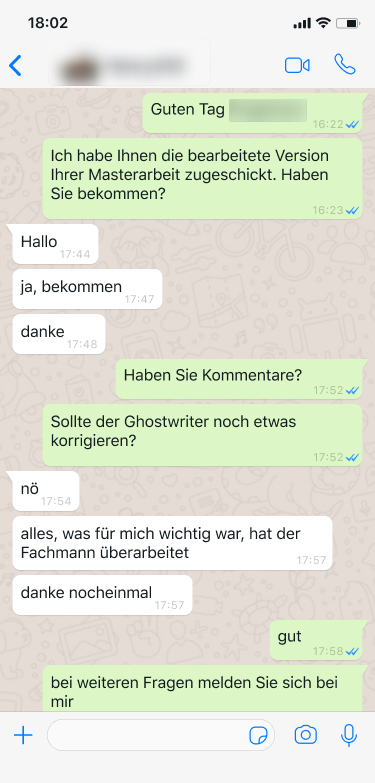 18:02
Guten Tag
16:22
Ich habe Ihnen die bearbeitete Version
Ihrer Masterarbeit zugeschickt. Haben
Sie bekommen?
16:23
Hallo
17:44
ja, bekommen
17:47
danke
17:48
Haben Sie Kommentare?
17:52
Sollte der Ghostwriter noch etwas
korrigieren?
17:52
nö
17:54
alles, was für mich wichtig war, hat der
Fachmann überarbeitet
17:57
danke nocheinmal
17:57
gut
17:58
bei weiteren Fragen melden Sie sich bei
mir